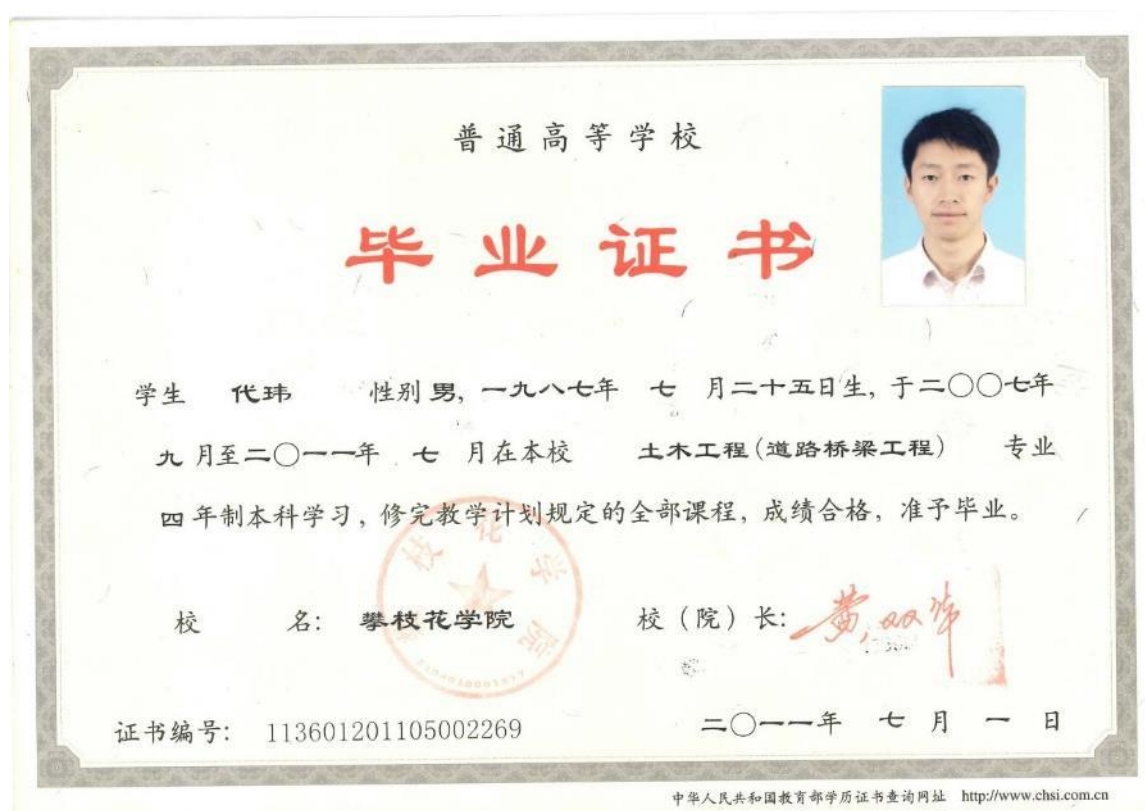 普通高等学校
毕业证书
学生 代玮 性别 男, 一九八七年 七 月二十五日生, 于二〇〇七年
九 月至二〇一一年 七 月在本校 土木工程(道路桥梁工程) 专业
四 年制本科学习, 修完教学计划规定的全部课程, 成绩合格, 准予毕业。
校 名: 攀枝花学院 校 (院) 长:
枝花学院
证书编号: 113601201105002269 二〇一一年 七 月 一 日
中华人民共和国教育部学历证书查询网址 http://www.chsi.com.cn